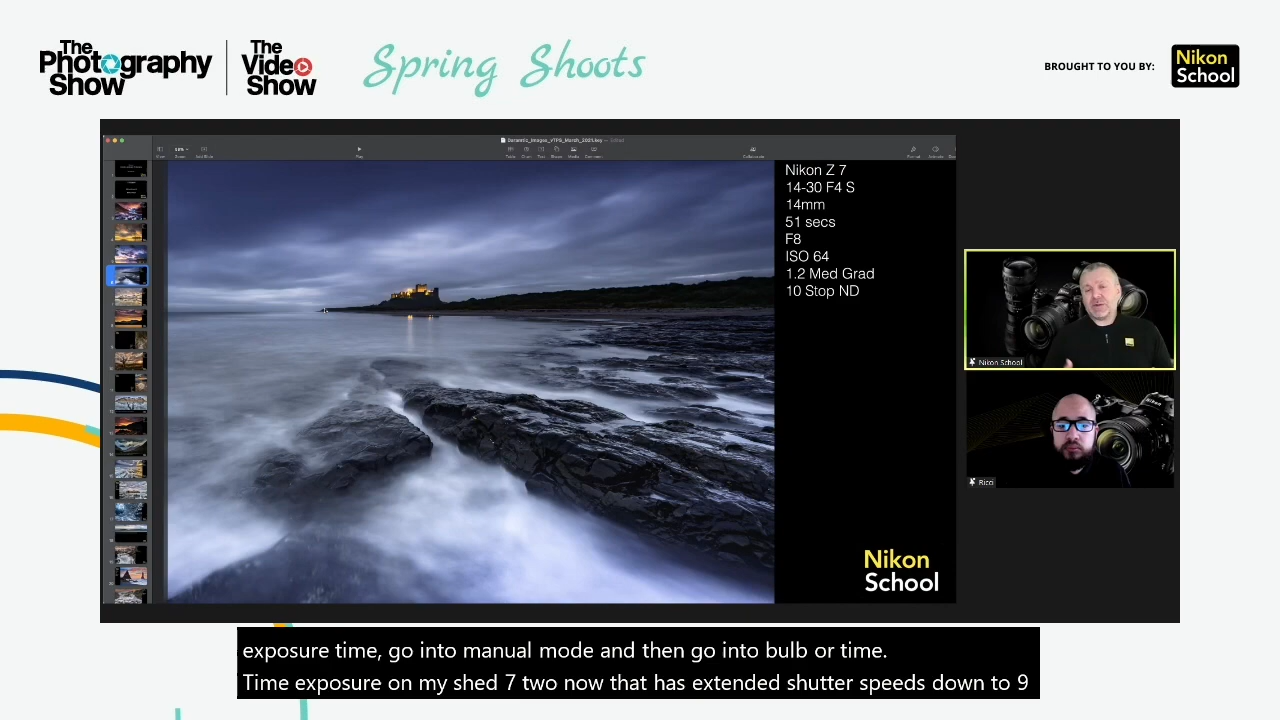 The
Photography
Show
The
Video
Show
Spring Shoots
BROUGHT TO YOU BY:
Nikon
School
Nikon Z 7
14-30 F4 S
14mm
51 secs
F8
ISO 64
1.2 Med Grad
10 Stop ND
Nikon
School
Nikon School
Ricci
exposure time, go into manual mode and then go into bulb or time.
Time exposure on my shed 7 two now that has extended shutter speeds down to 9